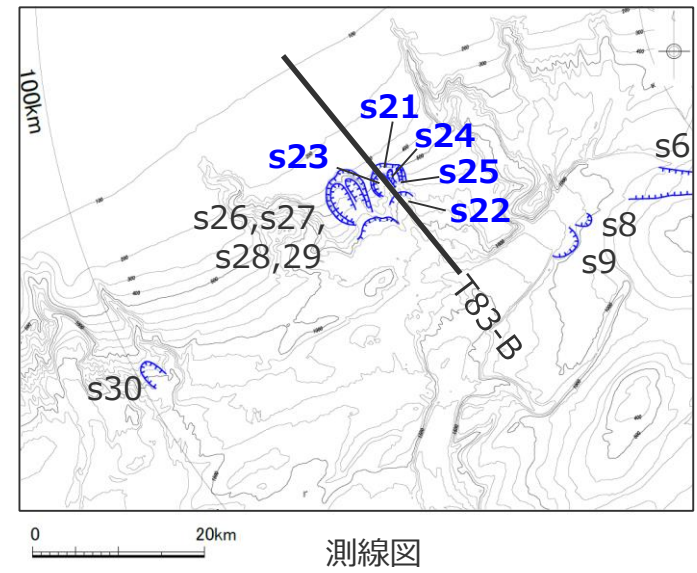 100km
s21
s24
s23
s25
s22
s6
s26,s27,
s28,29
s8
s9
T83-B
s30
0 20km
測線図